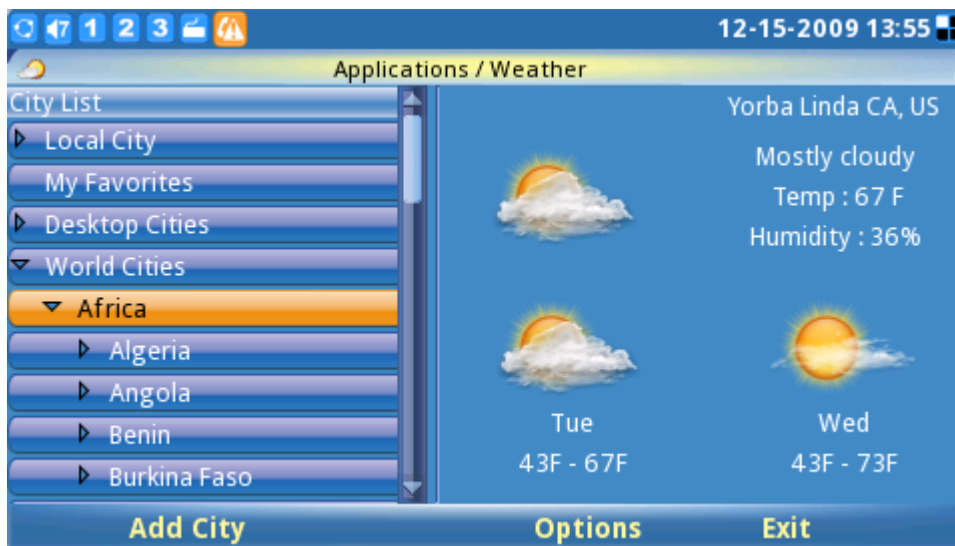 7 1 2 3 12-15-2009 13:55
Applications / Weather
City List
Local City
My Favorites
Desktop Cities
World Cities
Africa
Algeria
Angola
Benin
Burkina Faso
Yorba Linda CA, US
Mostly cloudy
Temp : 67 F
Humidity : 36%
Tue
43F - 67F
Wed
43F - 73F
Add City Options Exit